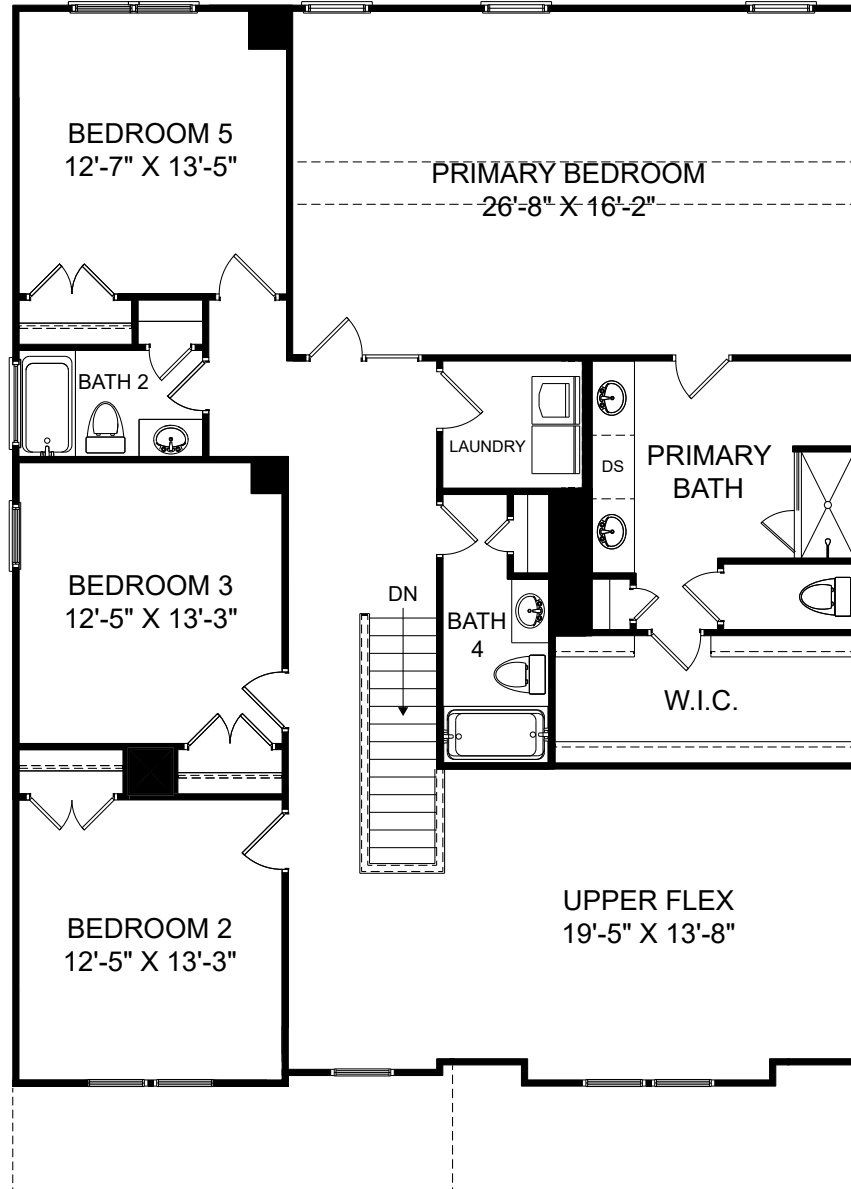 BEDROOM 5
12'-7" X 13'-5"
PRIMARY BEDROOM
26'-8" X 16'-2"
BATH 2
LAUNDRY
DS
PRIMARY
BATH
BEDROOM 3
12'-5" X 13'-3"
DN
BATH
4
W.I.C.
BEDROOM 2
12'-5" X 13'-3"
UPPER FLEX
19'-5" X 13'-8"